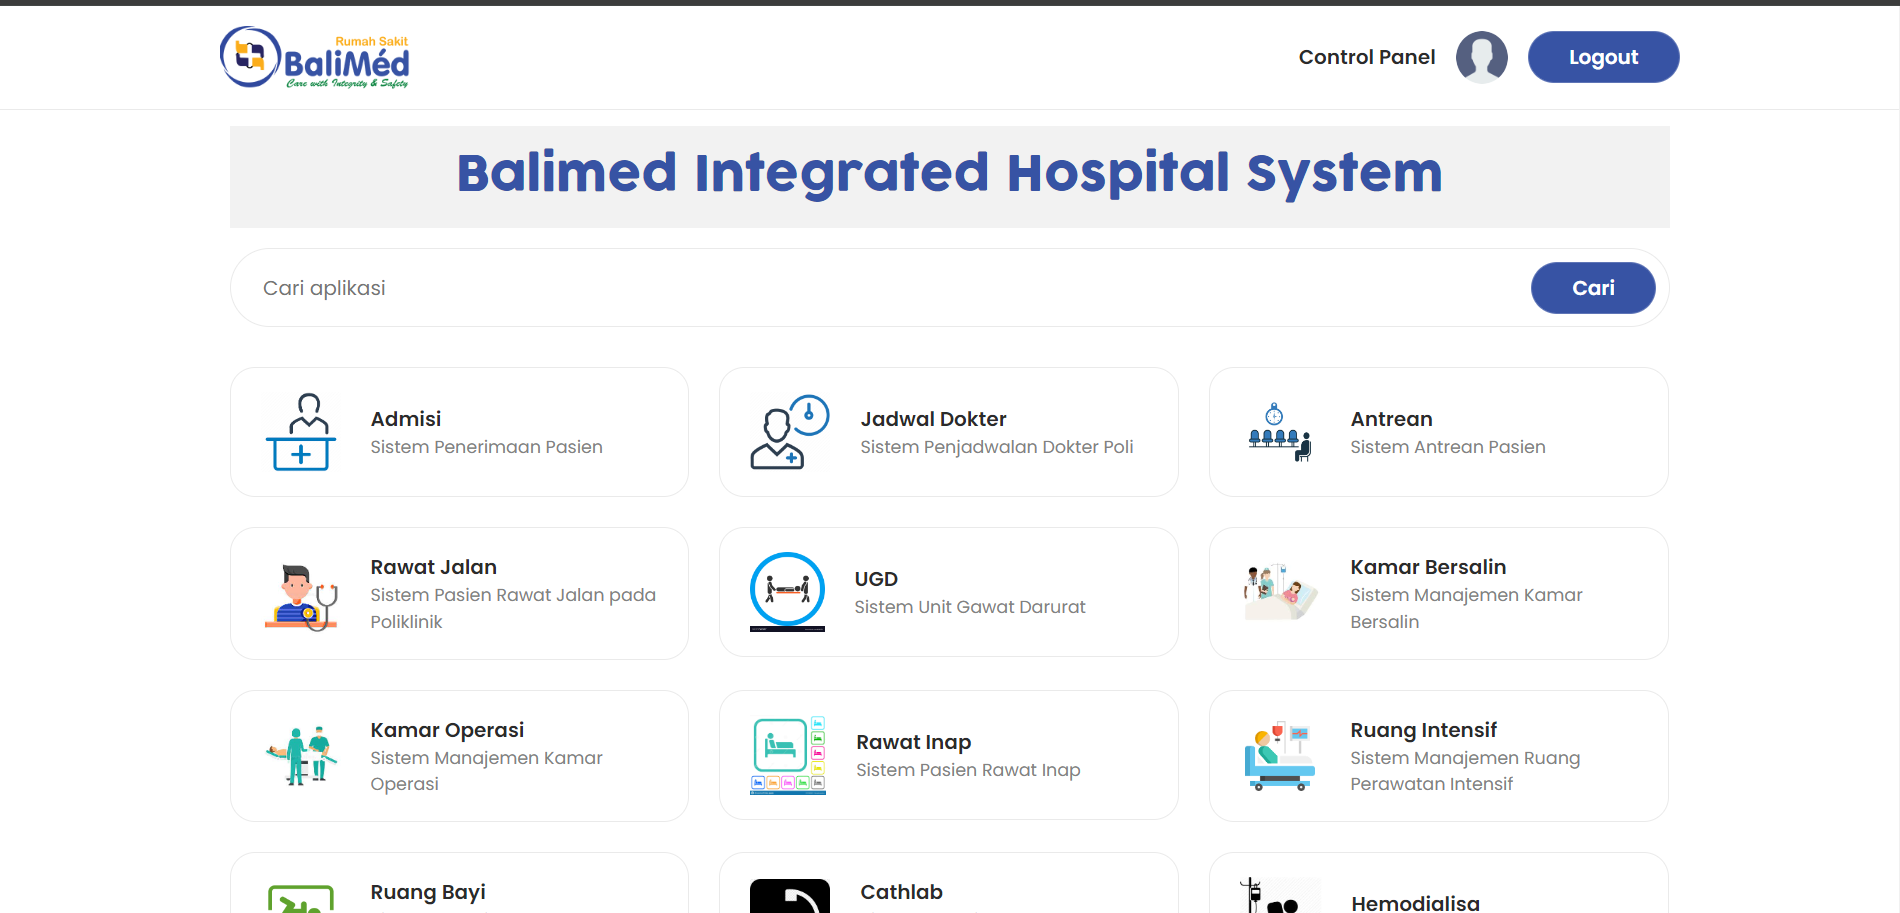 Rumah Sakit
BaliMéd
Care with Integrity & Safety
Control Panel
Logout
Balimed Integrated Hospital System
Cari aplikasi
Cari
Admisi
Sistem Penerimaan Pasien
Jadwal Dokter
Sistem Penjadwalan Dokter Poli
Antrean
Sistem Antrean Pasien
Rawat Jalan
Sistem Pasien Rawat Jalan pada
Poliklinik
UGD
Sistem Unit Gawat Darurat
Kamar Bersalin
Sistem Manajemen Kamar
Bersalin
Kamar Operasi
Sistem Manajemen Kamar
Operasi
Rawat Inap
Sistem Pasien Rawat Inap
Ruang Intensif
Sistem Manajemen Ruang
Perawatan Intensif
Ruang Bayi
Cathlab
Hemodialisa